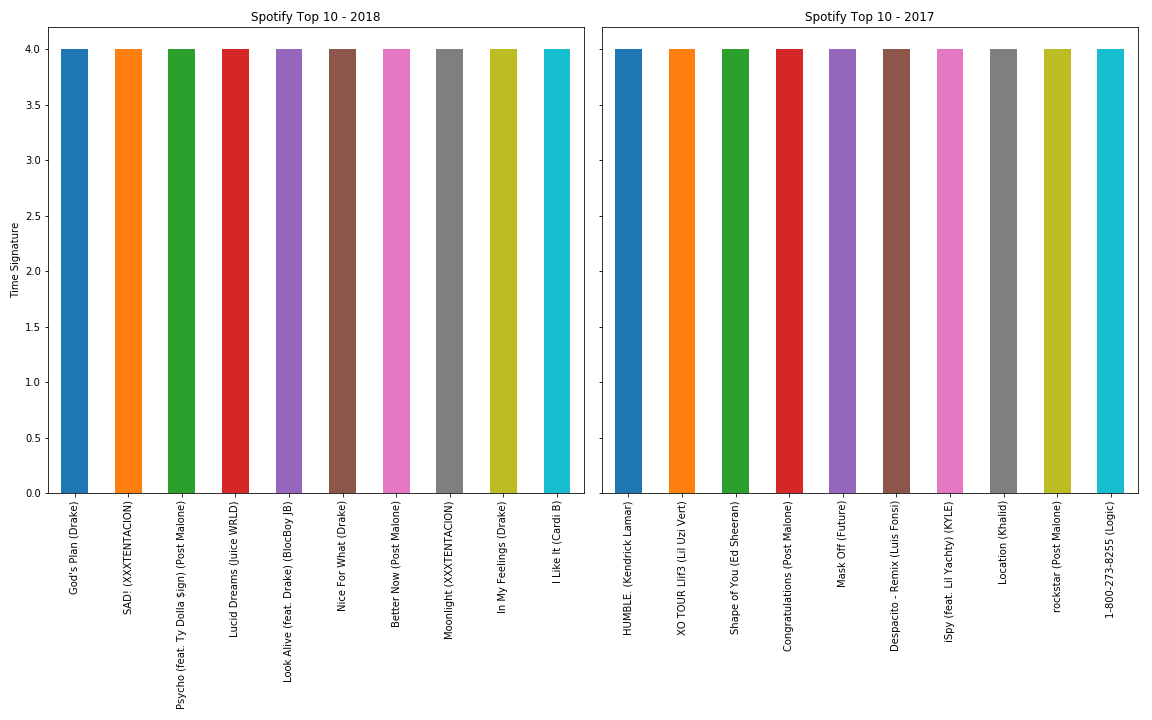 Spotify Top 10 - 2018
Time Signature
4.0
3.5
3.0
2.5
2.0
1.5
1.0
0.5
0.0
God's Plan (Drake)
SAD! (XXXTENTACION)
Psycho (feat. Ty Dolla $ign) (Post Malone)
Lucid Dreams (Juice WRLD)
Look Alive (feat. Drake) (BlocBoy JB)
Nice For What (Drake)
Better Now (Post Malone)
Moonlight (XXXTENTACION)
In My Feelings (Drake)
I Like It (Cardi B)
Spotify Top 10 - 2017
HUMBLE. (Kendrick Lamar)
XO TOUR Llif3 (Lil Uzi Vert)
Shape of You (Ed Sheeran)
Congratulations (Post Malone)
Mask Off (Future)
Despacito - Remix (Luis Fonsi)
iSpy (feat. Lil Yachty) (KYLE)
Location (Khalid)
rockstar (Post Malone)
1-800-273-8255 (Logic)